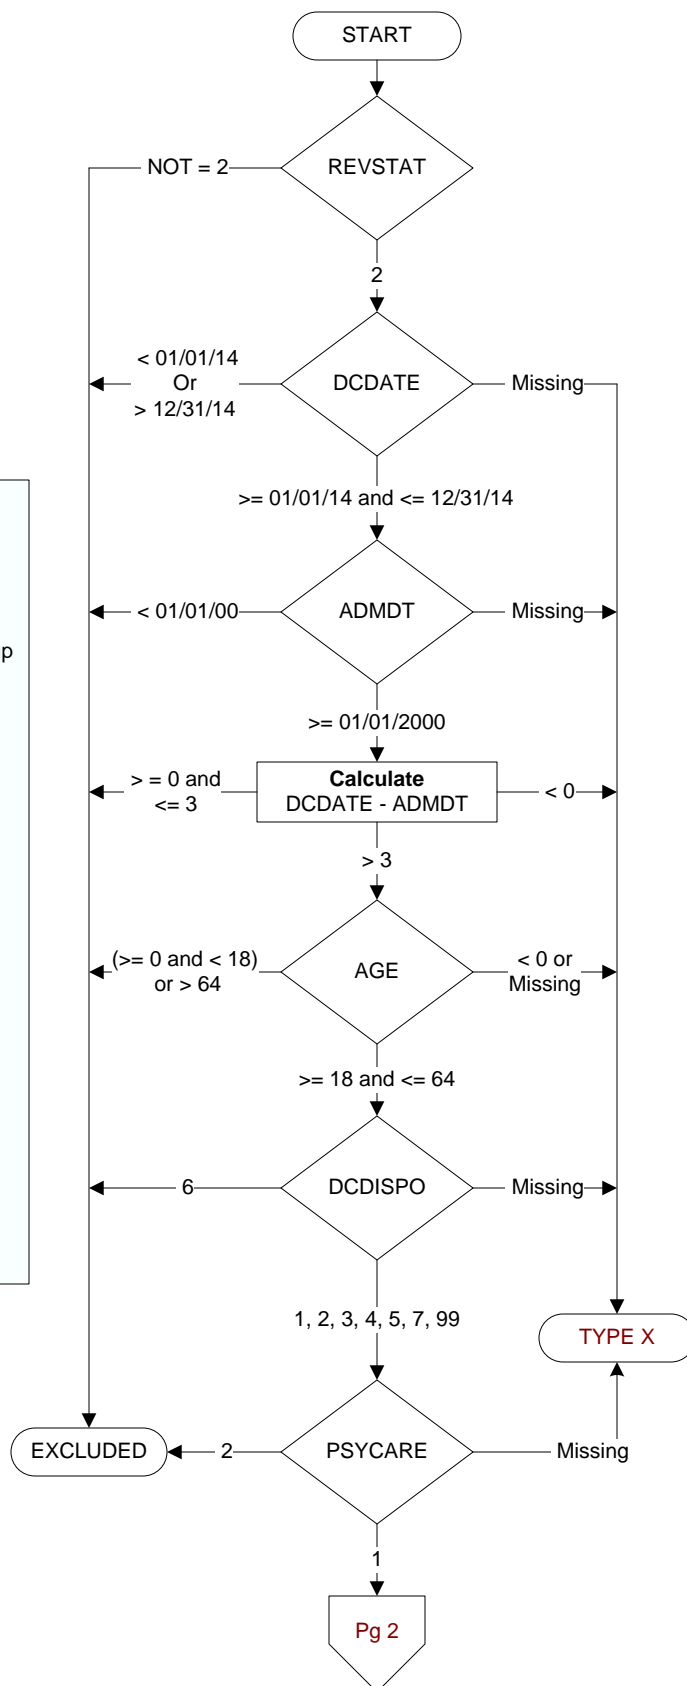 START
REVSTAT
NOT = 2
2
DCDATE
< 01/01/14
Or
> 12/31/14
Missing
>= 01/01/14 and <= 12/31/14
ADMDT
< 01/01/00
Missing
>= 01/01/2000
Calculate
DCDATE - ADMDT
> = 0 and
<= 3
< 0
> 3
AGE
(>= 0 and < 18)
or > 64
< 0 or
Missing
>= 18 and <= 64
DCDISPO
6
Missing
1, 2, 3, 4, 5, 7, 99
TYPE X
PSYCARE
EXCLUDED
2
Missing
1
Pg 2